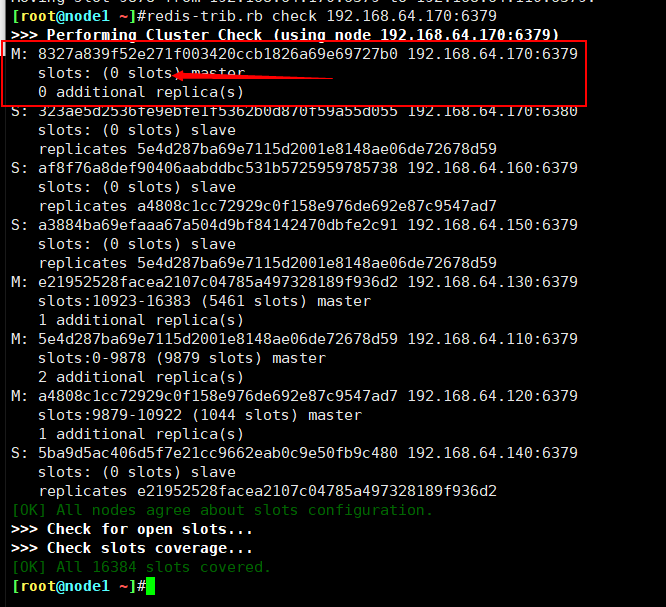 [root@node1 ~]#redis-trib.rb check 192.168.64.170:6379
>>> Performing Cluster Check (using node 192.168.64.170:6379)
M: 8327a839f52e271f003420ccb1826a69e69727b0 192.168.64.170:6379
slots: (0 slots) master
0 additional replica(s)
S: 323ae5d2536fe9ebfe1f5362b0d870f59a55d055 192.168.64.170:6380
slots: (0 slots) slave
replicates 5e4d287ba69e7115d2001e8148ae06de72678d59
S: af8f76a8def90406aabddbc531b5725959785738 192.168.64.160:6379
slots: (0 slots) slave
replicates a4808c1cc72929c0f158e976de692e87c9547ad7
S: a3884ba69efaaa67a504d9bf84142470dbfe2c91 192.168.64.150:6379
slots: (0 slots) slave
replicates 5e4d287ba69e7115d2001e8148ae06de72678d59
M: e21952528facea2107c04785a497328189f936d2 192.168.64.130:6379
slots:10923-16383 (5461 slots) master
1 additional replica(s)
M: 5e4d287ba69e7115d2001e8148ae06de72678d59 192.168.64.110:6379
slots:0-9878 (9879 slots) master
2 additional replica(s)
M: a4808c1cc72929c0f158e976de692e87c9547ad7 192.168.64.120:6379
slots:9879-10922 (1044 slots) master
1 additional replica(s)
S: 5ba9d5ac406d5f7e21cc9662eab0c9e50fb9c480 192.168.64.140:6379
slots: (0 slots) slave
replicates e21952528facea2107c04785a497328189f936d2
[OK] All nodes agree about slots configuration.
>>> Check for open slots...
>>> Check slots coverage...
[OK] All 16384 slots covered.
[root@node1 ~]#